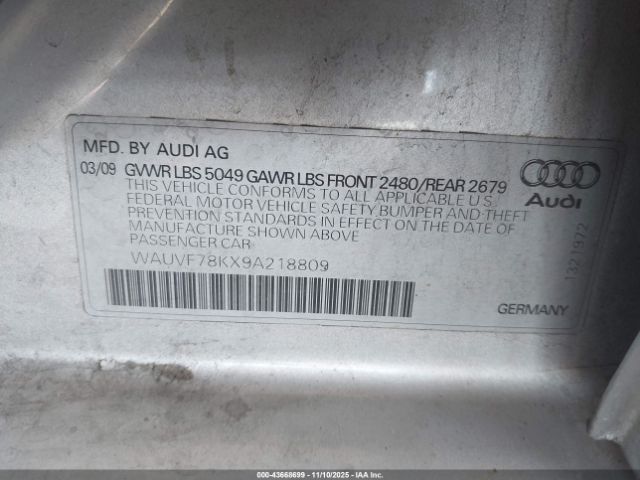 MFD. BY AUDI AG
03/09 GVWR LBS 5049 GAWR LBS FRONT 2480/REAR 2679
THIS VEHICLE CONFORMS TO ALL APPLICABLE U.S.
FEDERAL MOTOR VEHICLE SAFETY,BUMPER AND THEFT
PREVENTION STANDARDS IN EFFECT ON THE DATE OF
MANUFACTURE SHOWN ABOVE
PASSENGER CAR
WAUVF78KX9A218809
Audi
1321972
GERMANY
000-43668699 - 11/10/2025 - IAAI.CA